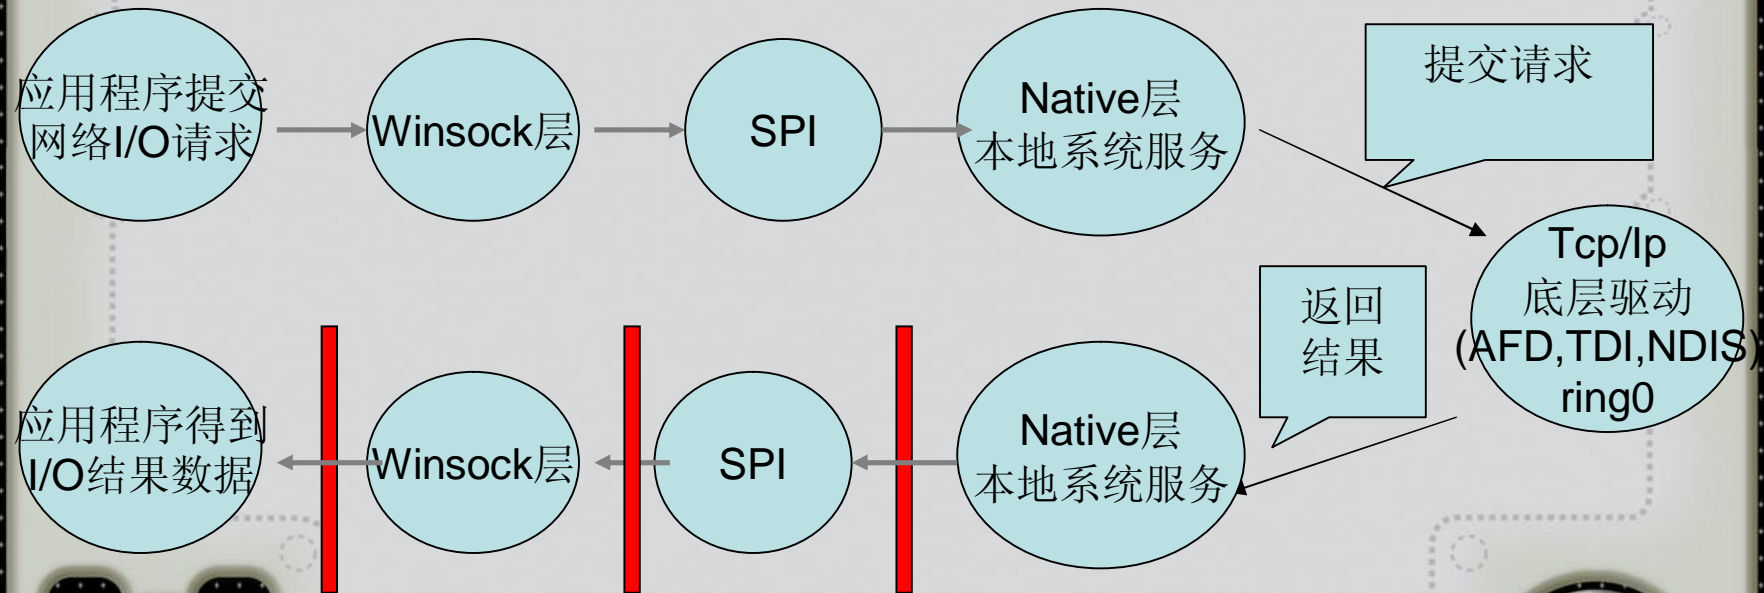 应用程序提交
网络I/O请求
Winsock层
SPI
Native层
本地系统服务
提交请求
Tcp/Ip
底层驱动
(AFD,TDI,NDIS)
ring0
返回
结果
Native层
本地系统服务
SPI
Winsock层
应用程序得到
I/O结果数据